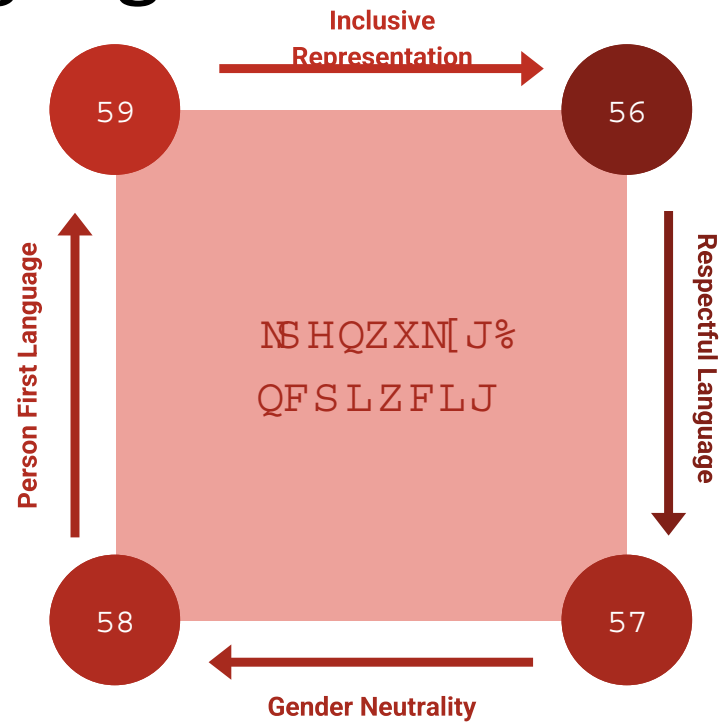 Inclusive
Representation
59
56
Person First Language
Respectful Language
NSHQZXN[J%
QFSLZFLJ
58
57
Gender Neutrality